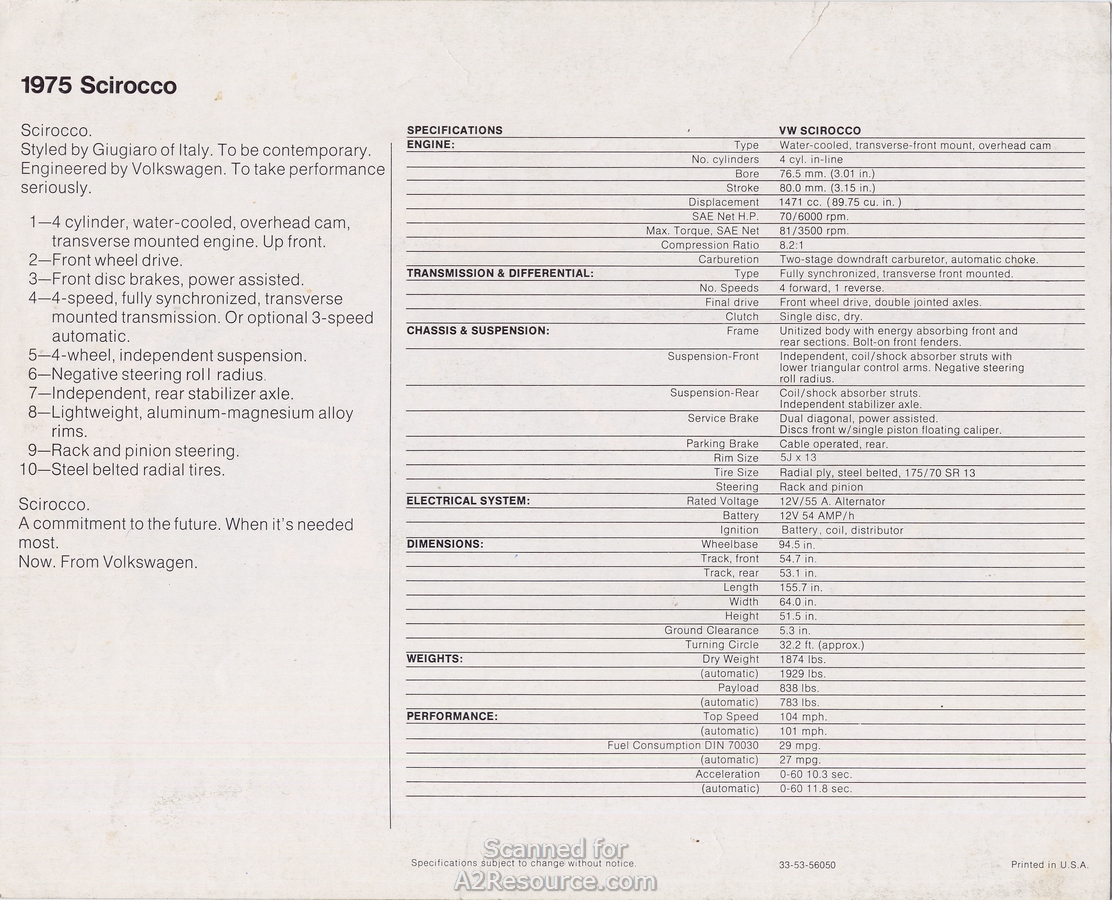 1975 Scirocco
Scirocco.
Styled by Giugiaro of Italy. To be contemporary.
Engineered by Volkswagen. To take performance
seriously.
1—4 cylinder, water-cooled, overhead cam,
transverse mounted engine. Up front.
2—Front wheel drive.
3—Front disc brakes, power assisted.
4—4-speed, fully synchronized, transverse
mounted transmission. Or optional 3-speed
automatic.
5—4-wheel, independent suspension.
6—Negative steering roll radius.
7—Independent, rear stabilizer axle.
8—Lightweight, aluminum-magnesium alloy
rims.
9—Rack and pinion steering.
10—Steel belted radial tires.
Scirocco.
A commitment to the future. When it's needed
most.
Now. From Volkswagen.
SPECIFICATIONS VW SCIROCCO
ENGINE: Type Water-cooled, transverse-front mount, overhead cam
No. cylinders 4 cyl. in-line
Bore 76.5 mm. (3.01 in.)
Stroke 80.0 mm. (3.15 in.)
Displacement 1471 cc. (89.75 cu. in. )
SAE Net H.P. 70/6000 rpm.
Max. Torque, SAE Net 81/3500 rpm.
Compression Ratio 8.2:1
Carburetion Two-stage downdraft carburetor, automatic choke.
TRANSMISSION & DIFFERENTIAL: Type Fully synchronized, transverse front mounted.
No. Speeds 4 forward, 1 reverse.
Final drive Front wheel drive, double jointed axles.
Clutch Single disc, dry.
CHASSIS & SUSPENSION: Frame Unitized body with energy absorbing front and
rear sections. Bolt-on front fenders.
Suspension-Front Independent, coil/shock absorber struts with
lower triangular control arms. Negative steering
roll radius.
Suspension-Rear Coil/shock absorber struts.
Independent stabilizer axle.
Service Brake Dual diagonal, power assisted.
Discs front w/single piston floating caliper.
Parking Brake Cable operated, rear.
Rim Size 5J x 13
Tire Size Radial ply, steel belted, 175/70 SR 13
Steering Rack and pinion
ELECTRICAL SYSTEM: Rated Voltage 12V/55 A. Alternator
Battery 12V 54 AMP/h
Ignition Battery, coil, distributor
DIMENSIONS: Wheelbase 94.5 in.
Track, front 54.7 in.
Track, rear 53.1 in.
Length 155.7 in.
Width 64.0 in.
Height 51.5 in.
Ground Clearance 5.3 in.
Turning Circle 32.2 ft. (approx.)
WEIGHTS: Dry Weight 1874 lbs.
(automatic) 1929 lbs.
Payload 838 lbs.
(automatic) 783 lbs.
PERFORMANCE: Top Speed 104 mph.
(automatic) 101 mph.
Fuel Consumption DIN 70030 29 mpg.
(automatic) 27 mpg.
Acceleration 0-60 10.3 sec.
(automatic) 0-60 11.8 sec.
Scanned for
Specifications subject to change without notice. 33-53-56050 Printed in U.S.A.
A2Resource.com